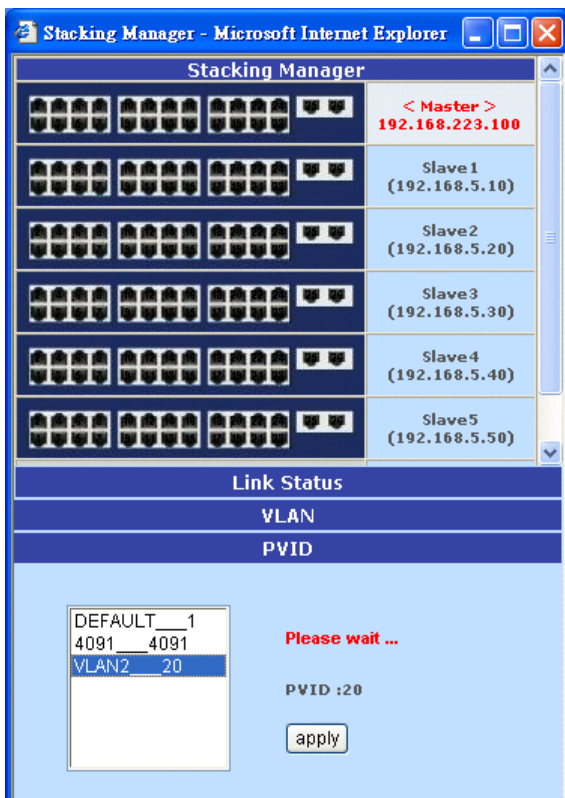 Stacking Manager - Microsoft Internet Explorer
Stacking Manager
< Master >
192.168.223.100
Slave1
(192.168.5.10)
Slave2
(192.168.5.20)
Slave3
(192.168.5.30)
Slave4
(192.168.5.40)
Slave5
(192.168.5.50)
Link Status
VLAN
PVID
DEFAULT___1
4091___4091
VLAN2___20
Please wait ...
PVID :20
apply